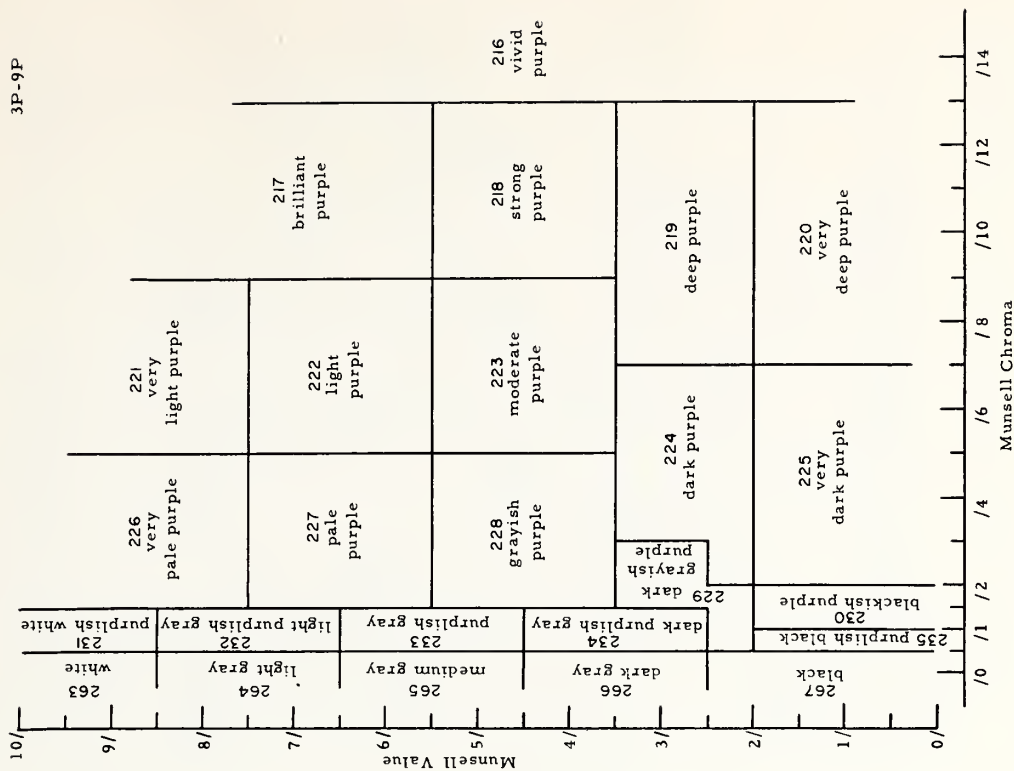 3P-9P
216
vivid
purple
217
brilliant
purple
218
strong
purple
219
deep purple
220
very
deep purple
221
very
light purple
222
light
purple
223
moderate
purple
224
dark purple
225
very
dark purple
226
very
pale purple
227
pale
purple
228
grayish
purple
229
dark
grayish
purple
230
blackish purple
231
purplish white
232
light purplish gray
233
purplish gray
234
dark purplish gray
235 purplish black
263
white
264
light gray
265
medium gray
266
dark gray
267
black
10/
9/
8/
7/
6/
5/
4/
3/
2/
1/
0/
Munsell Value
/0
/1
/2
/4
/6
/8
/10
/12
/14
Munsell Chroma